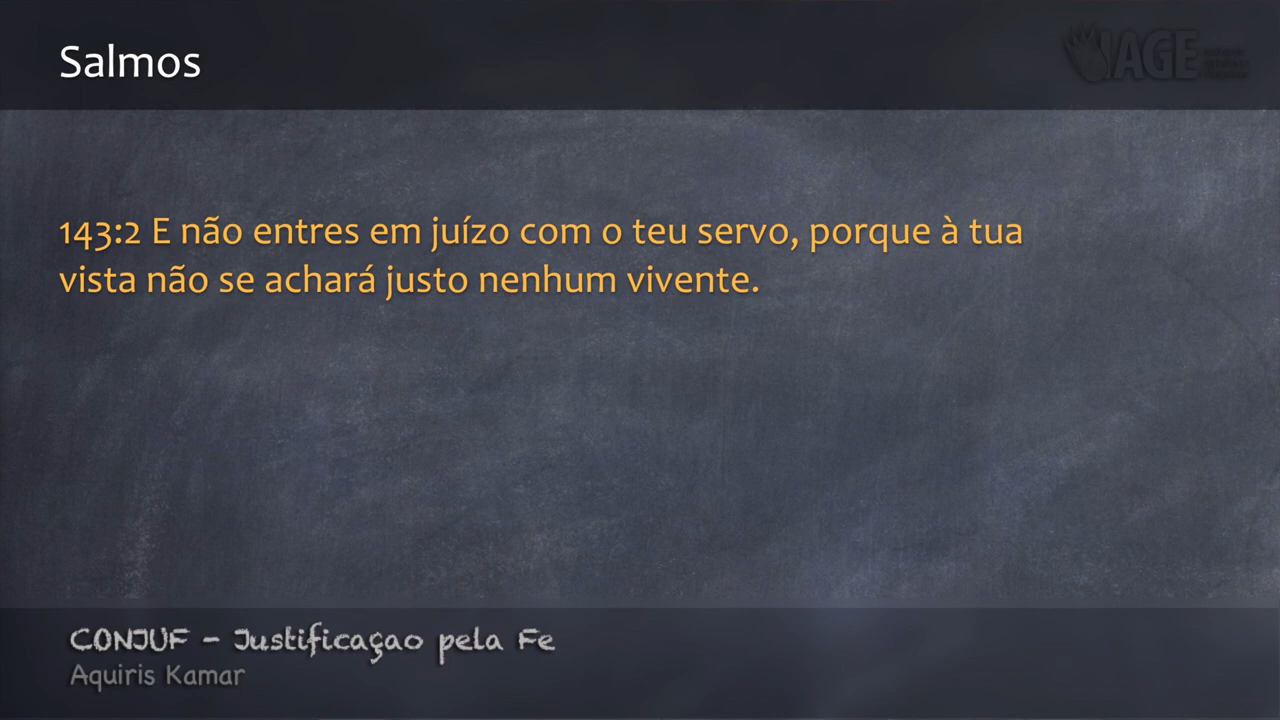 Salmos
IAGE
143:2 E não entres em juízo com o teu servo, porque à tua
vista não se achará justo nenhum vivente.
CONJUF - Justificaçao pela Fe
Aquiris Kamar